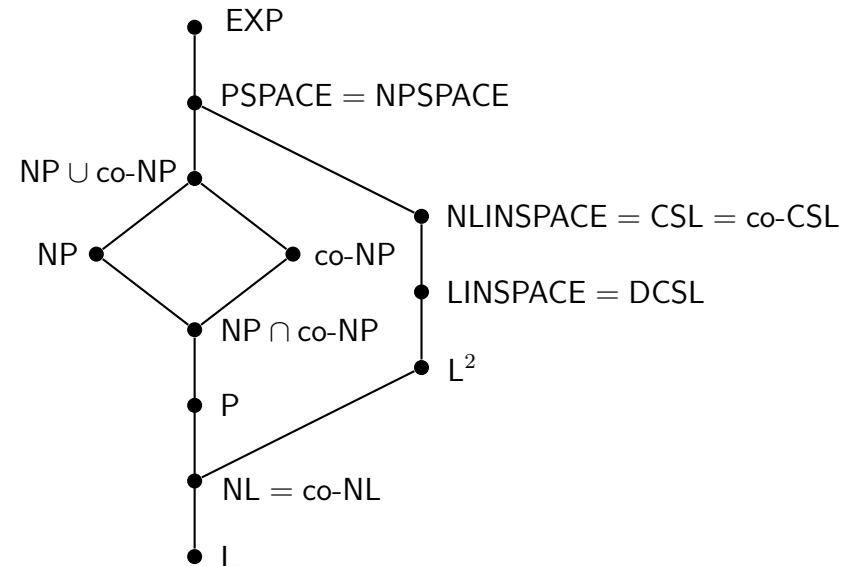 EXP
PSPACE = NPSPACE
NP ∪ co-NP
NLINSPACE = CSL = co-CSL
NP
co-NP
LINSPACE = DCSL
NP ∩ co-NP
L²
P
NL = co-NL
L